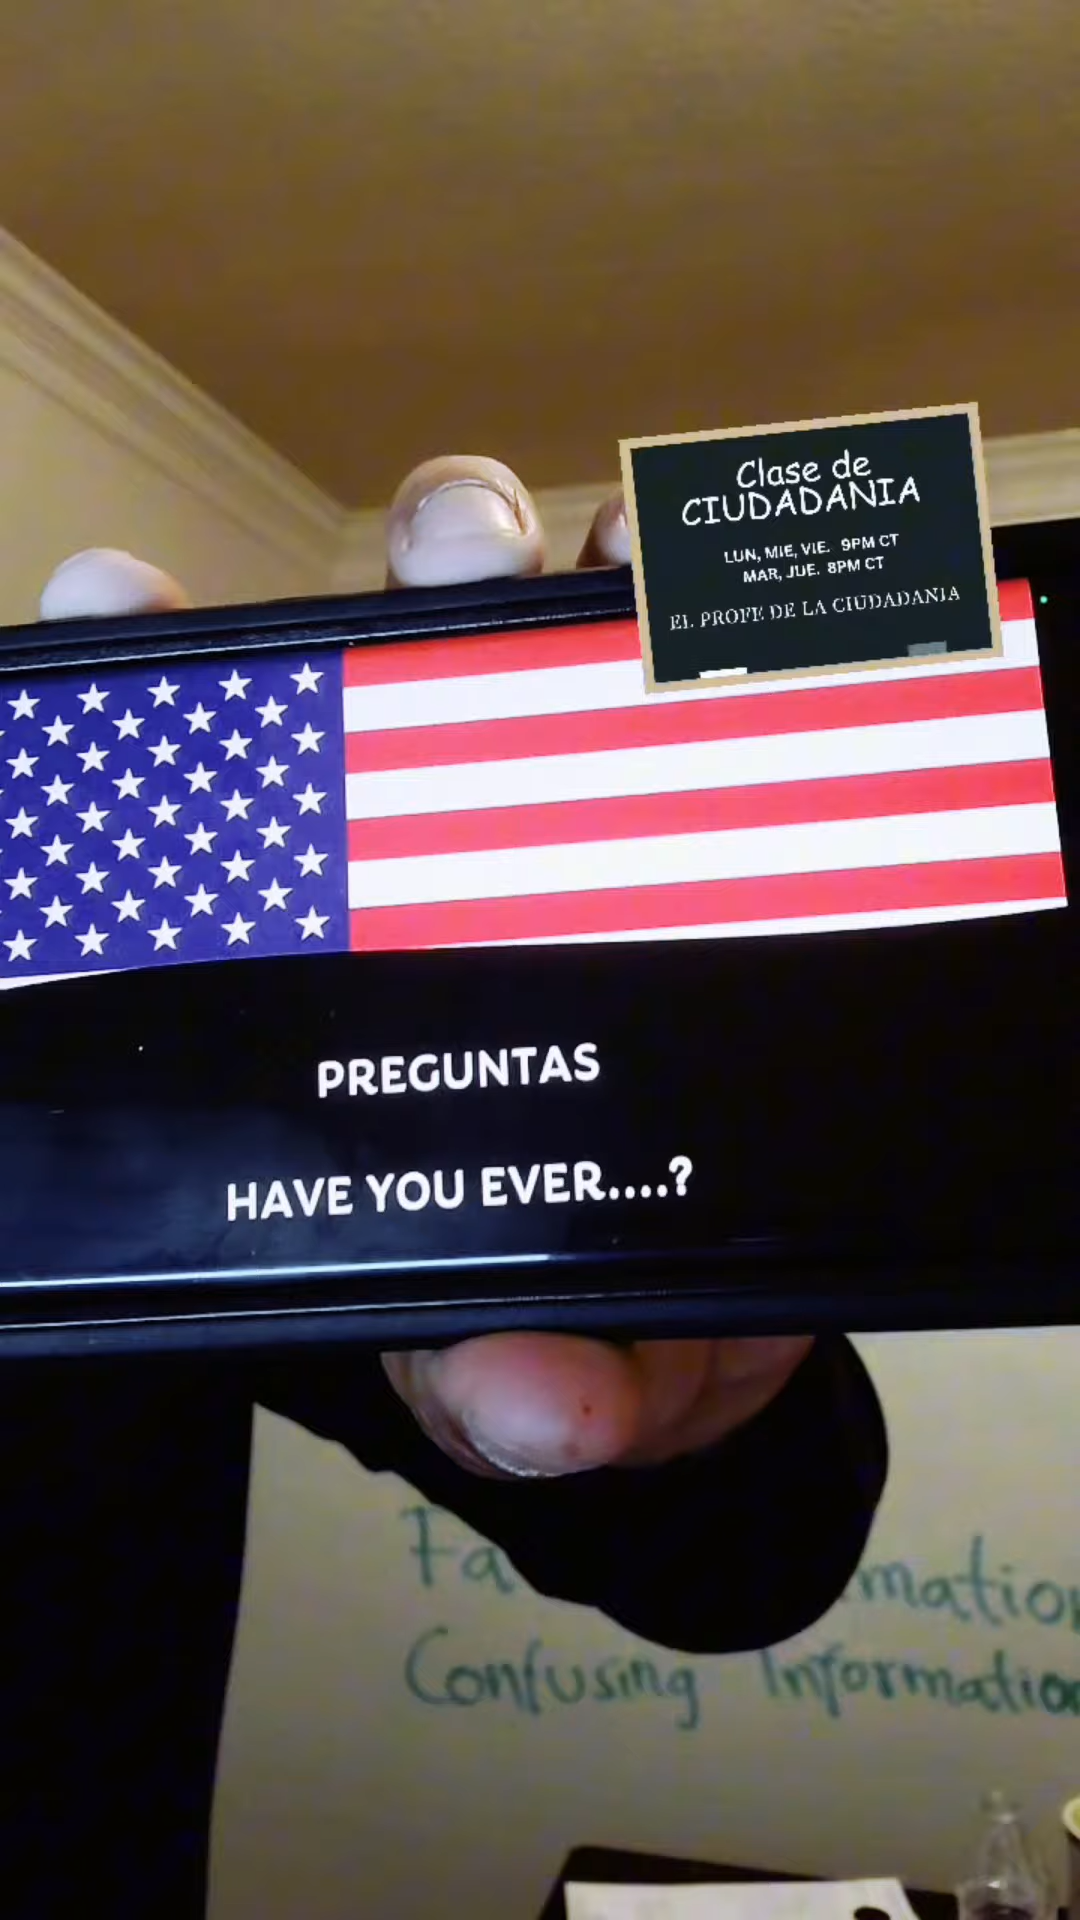 Clase de
CIUDADANIA
LUN, MIE, VIE. 9PM CT
MAR, JUE. 8PM CT
EL PROFE DE LA CIUDADANIA
PREGUNTAS
HAVE YOU EVER....?
Confusing Information